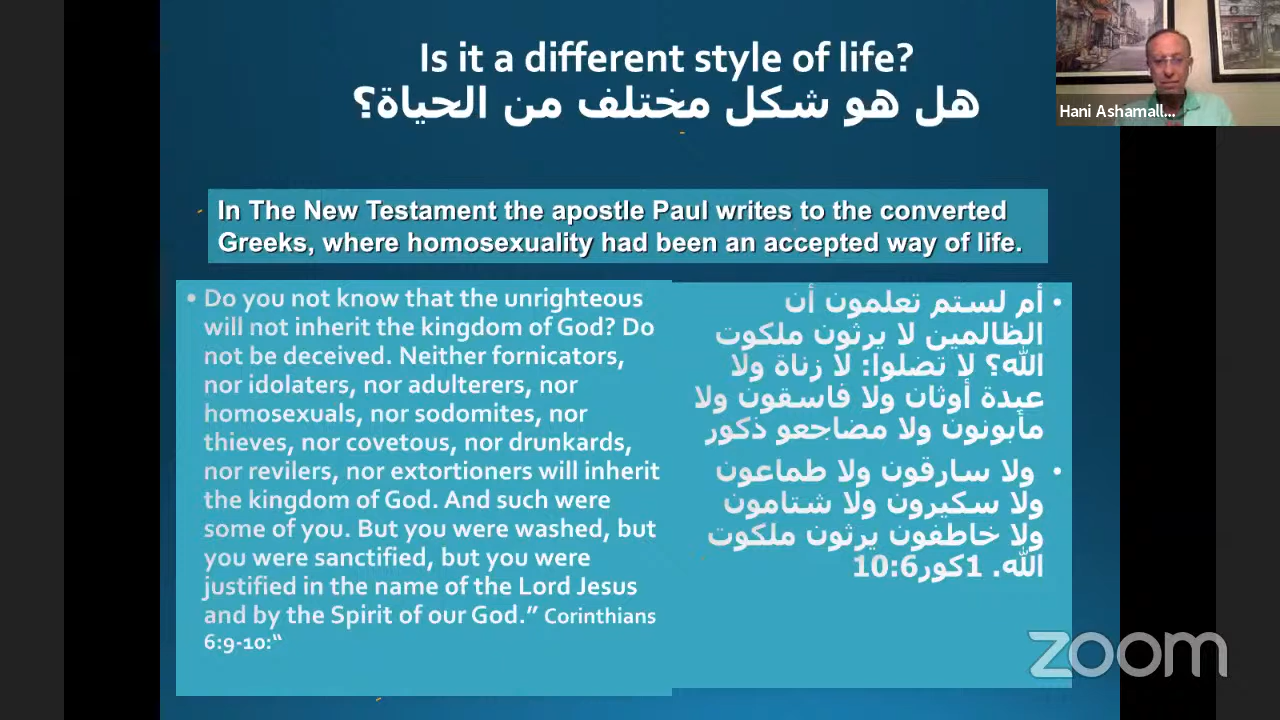 Is it a different style of life?
هل هو شكل مختلف من الحياة؟
Hani Ashamall...
In The New Testament the apostle Paul writes to the converted
Greeks, where homosexuality had been an accepted way of life.
• Do you not know that the unrighteous
will not inherit the kingdom of God? Do
not be deceived. Neither fornicators,
nor idolaters, nor adulterers, nor
homosexuals, nor sodomites, nor
thieves, nor covetous, nor drunkards,
nor revilers, nor extortioners will inherit
the kingdom of God. And such were
some of you. But you were washed, but
you were sanctified, but you were
justified in the name of the Lord Jesus
and by the Spirit of our God.” Corinthians
6:9-10:“
• أم لستم تعلمون أن
الظالمين لا يرثون ملكوت
الله؟ لا تضلوا: لا زناة ولا
عبدة أوثان ولا فاسقون ولا
مأبونون ولا مضاجعو ذكور
• ولا سارقون ولا طماعون
ولا سكيرون ولا شتامون
ولا خاطفون يرثون ملكوت
الله. 1كور10:6
zoom